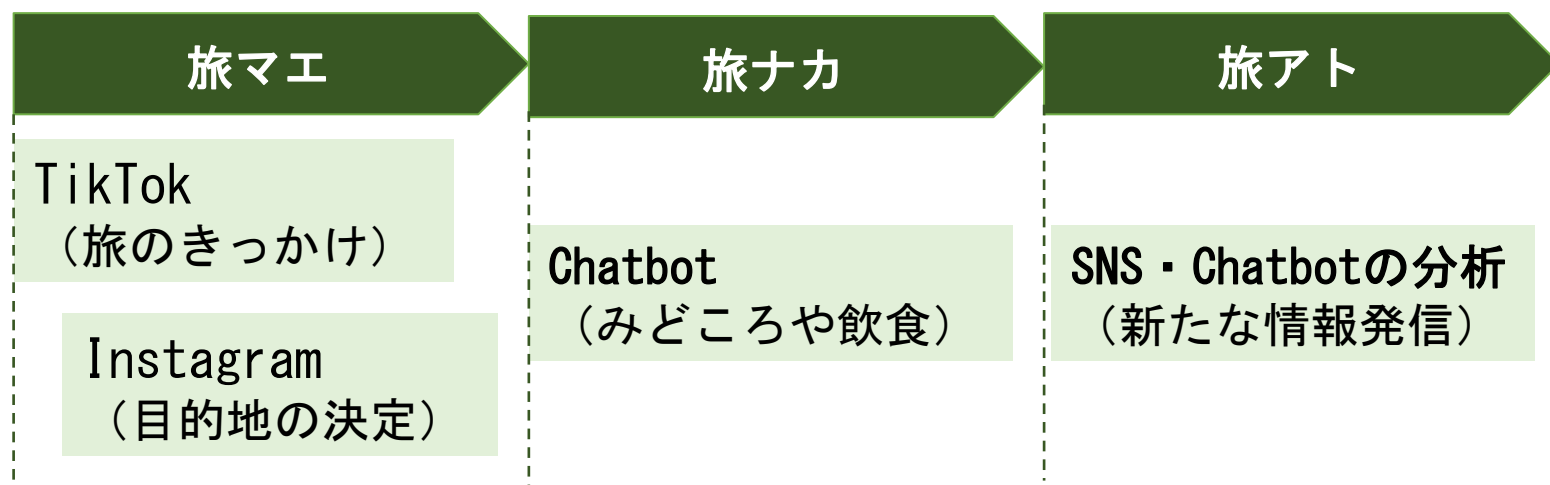 旅マエ
旅ナカ
旅アト
TikTok
（旅のきっかけ）
Instagram
（目的地の決定）
Chatbot
（みどころや飲食）
SNS・Chatbotの分析
（新たな情報発信）